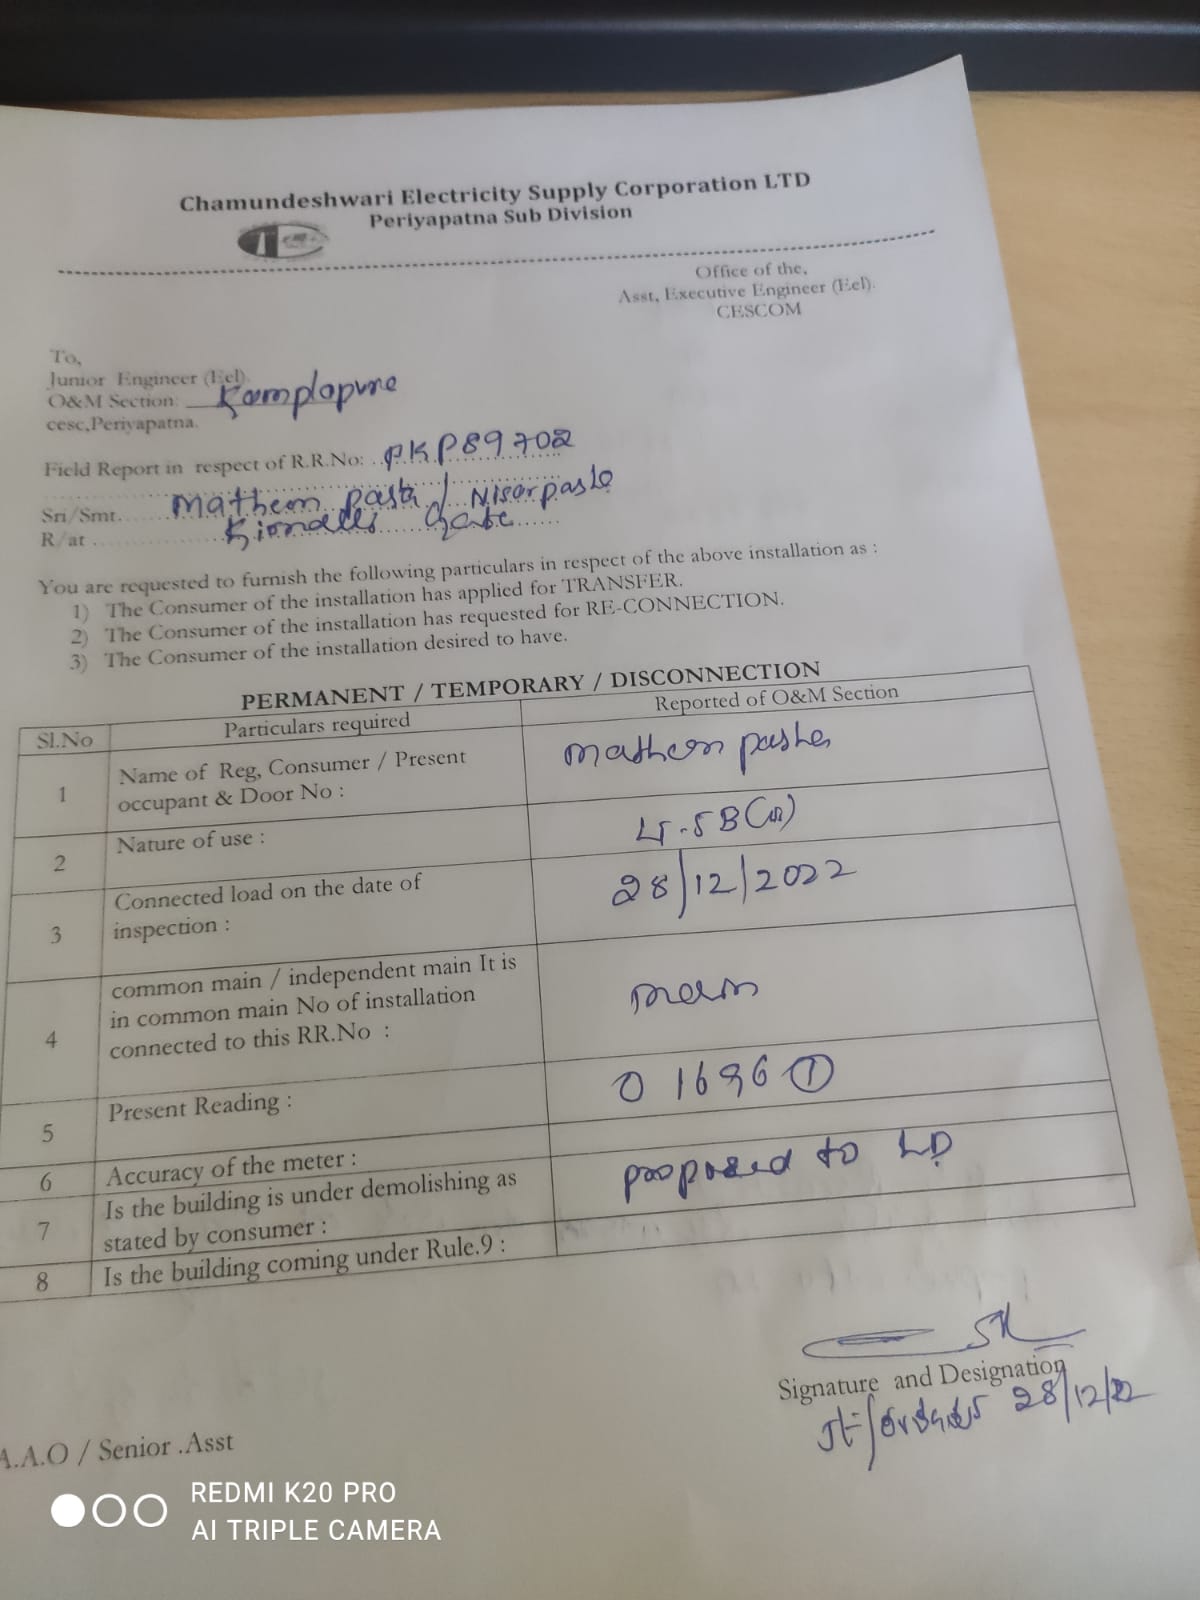 Chamundeshwari Electricity Supply Corporation LTD
Periyapatna Sub Division
Office of the,
Asst, Executive Engineer (Eel).
CESCOM
To,
Junior Engineer (Eel).
O&M Section: Kamplapure
cesc,Periyapatna.
Field Report in respect of R.R.No: PKP89702
Sri/Smt. Mathem pasha / Nisar pasha
R/at Gate
You are requested to furnish the following particulars in respect of the above installation as :
1) The Consumer of the installation has applied for TRANSFER.
2) The Consumer of the installation has requested for RE-CONNECTION.
3) The Consumer of the installation desired to have.
PERMANENT / TEMPORARY / DISCONNECTION
Sl.No Particulars required Reported of O&M Section
1 Name of Reg, Consumer / Present occupant & Door No : Mathem pasha
2 Nature of use :
3 Connected load on the date of inspection : 28/12/2022
4 common main / independent main It is in common main No of installation connected to this RR.No :
5 Present Reading : 01696
6 Accuracy of the meter :
7 Is the building is under demolishing as stated by consumer : proposed to LD
8 Is the building coming under Rule.9 :
Signature and Designation
28/12/22
A.A.O / Senior .Asst
REDMI K20 PRO
AI TRIPLE CAMERA